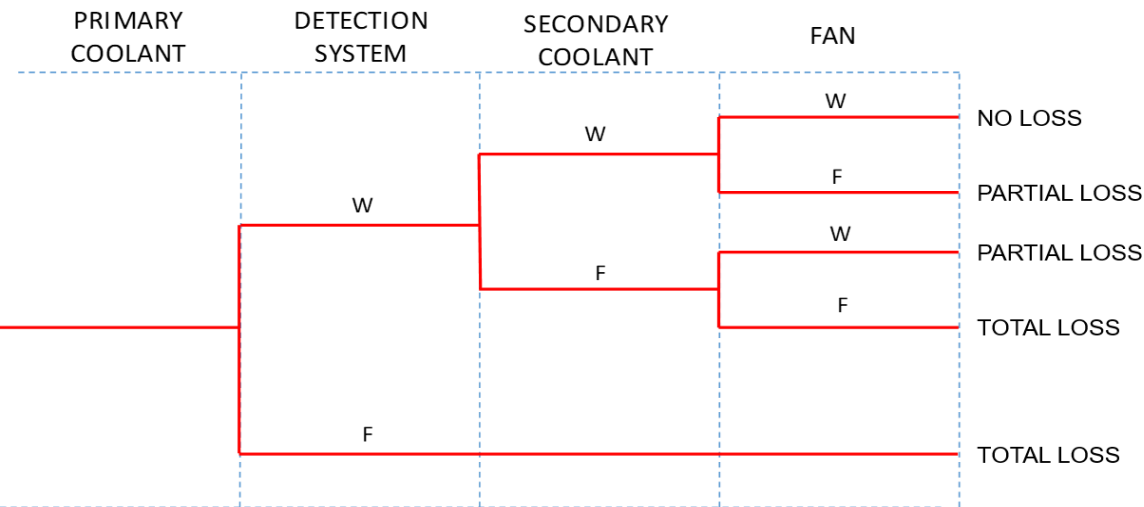 PRIMARY
COOLANT
DETECTION
SYSTEM
SECONDARY
COOLANT
FAN
W
NO LOSS
W
F
PARTIAL LOSS
W
W
PARTIAL LOSS
F
F
TOTAL LOSS
F
TOTAL LOSS